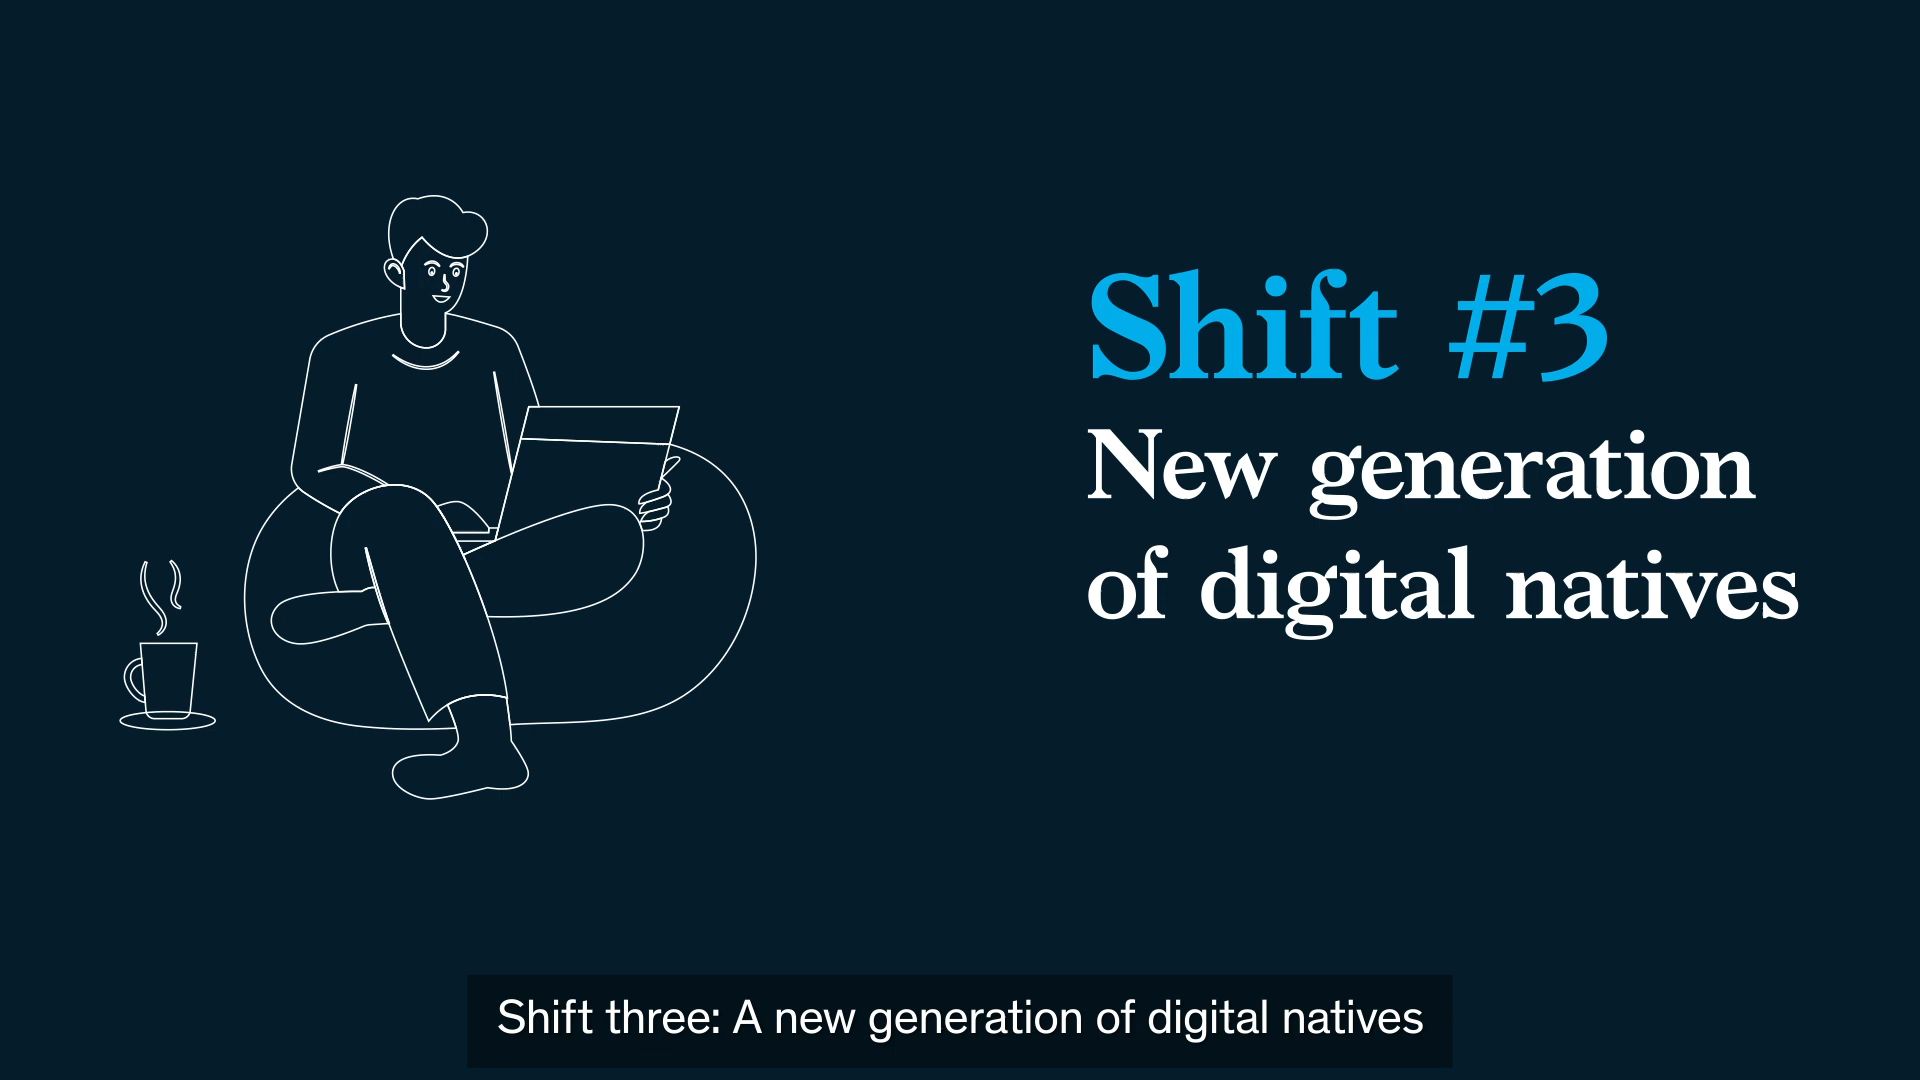 Shift #3
New generation
of digital natives
Shift three: A new generation of digital natives